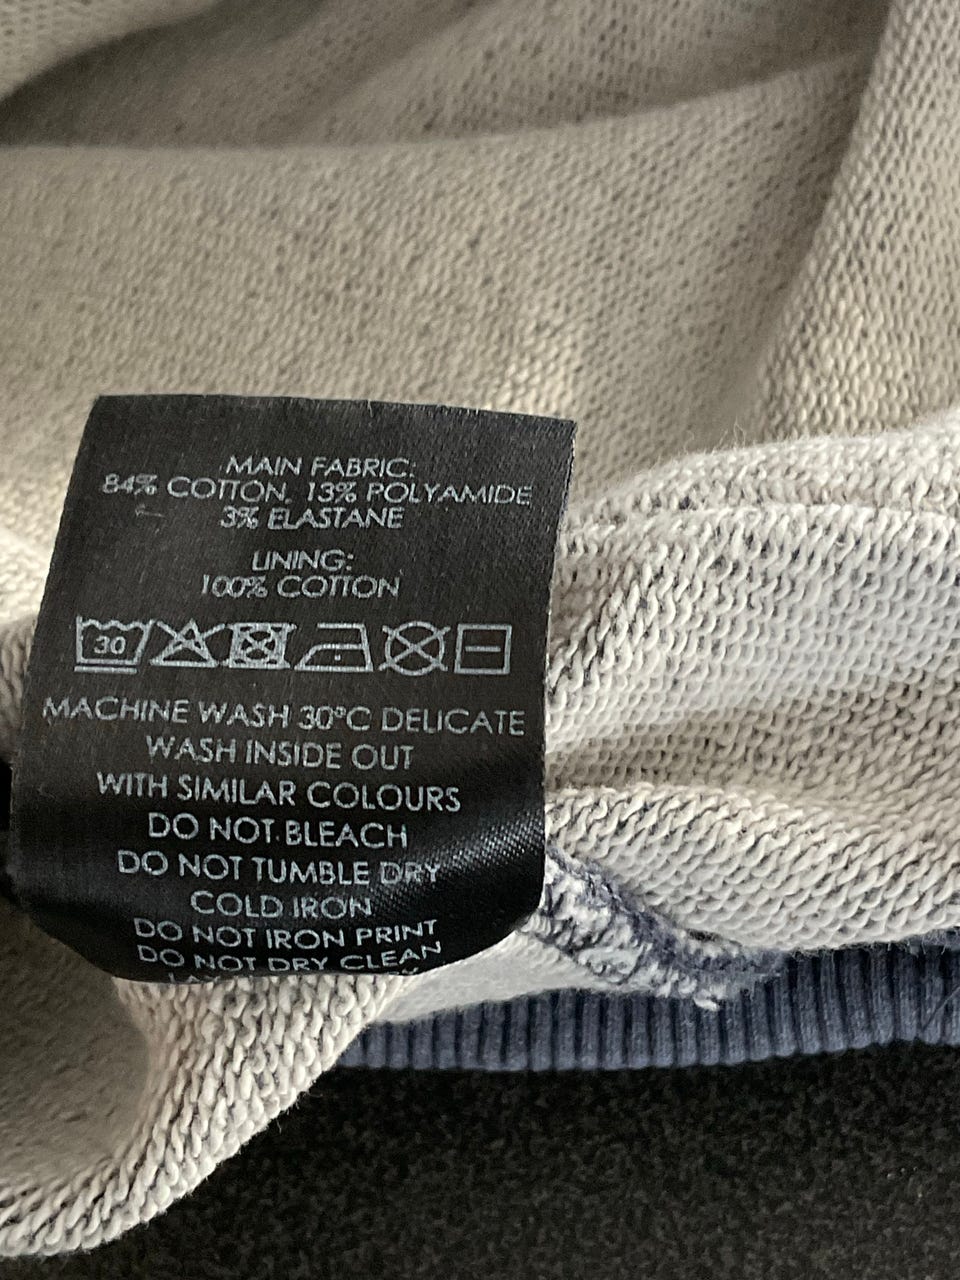 MAIN FABRIC:
84% COTTON, 13% POLYAMIDE
3% ELASTANE
LINING:
100% COTTON
30
MACHINE WASH 30°C DELICATE
WASH INSIDE OUT
WITH SIMILAR COLOURS
DO NOT BLEACH
DO NOT TUMBLE DRY
COLD IRON
DO NOT IRON PRINT
DO NOT DRY CLEAN